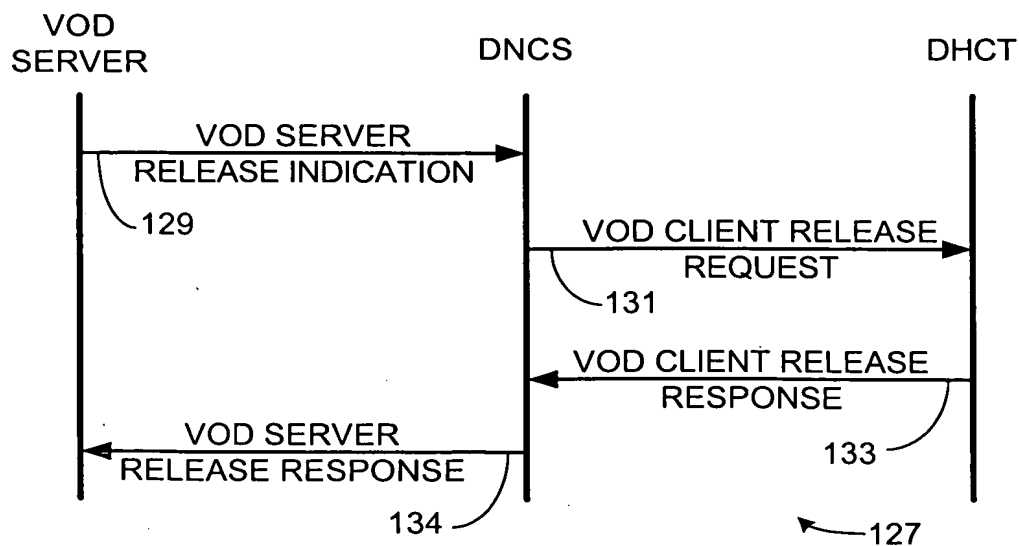 VOD
SERVER
DNCS
DHCT
VOD SERVER
RELEASE INDICATION
129
VOD CLIENT RELEASE
REQUEST
131
VOD CLIENT RELEASE
RESPONSE
133
VOD SERVER
RELEASE RESPONSE
134
127